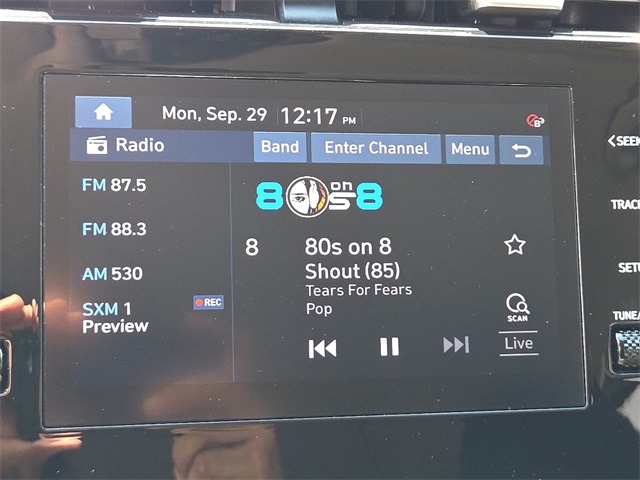 Mon, Sep. 29 12:17 PM
Radio Band Enter Channel Menu
FM 87.5
FM 88.3
AM 530
SXM 1 REC
Preview
80s on 8
8 80s on 8
Shout (85)
Tears For Fears
Pop
SCAN
Live
<SEEK
TRACK
TUNE/